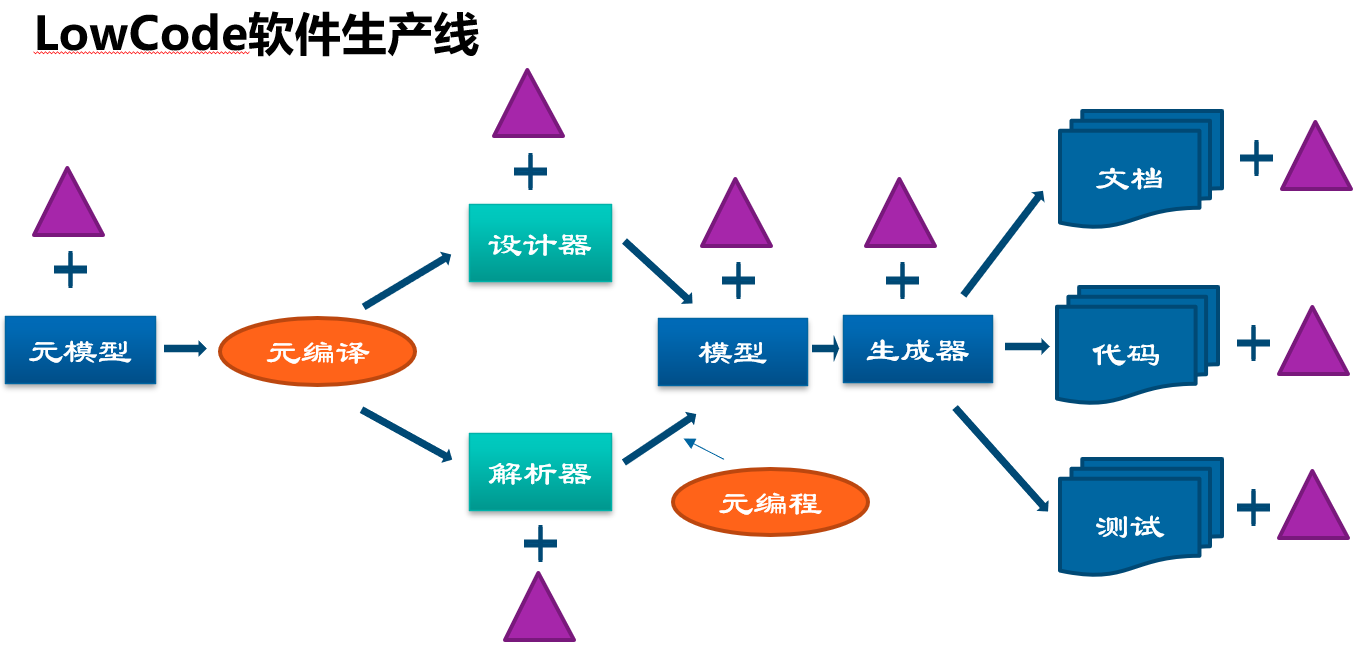 LowCode软件生产线
元模型
元编译
设计器
解析器
模型
元编程
生成器
文档
代码
测试